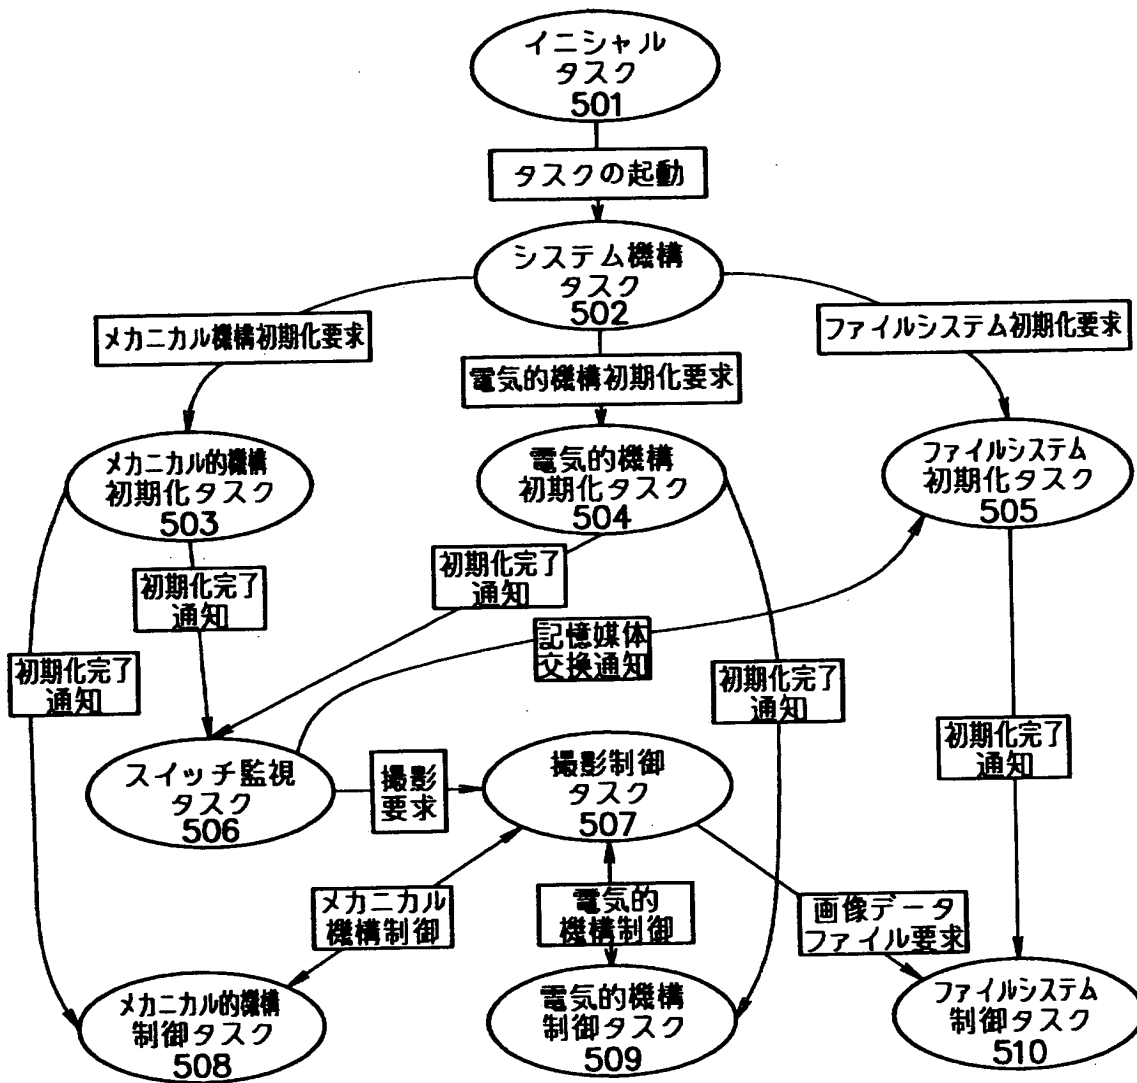 イニシャル
タスク
501
タスクの起動
システム機構
タスク
502
メカニカル機構初期化要求
電気的機構初期化要求
ファイルシステム初期化要求
メカニカル的機構
初期化タスク
503
電気的機構
初期化タスク
504
ファイルシステム
初期化タスク
505
初期化完了
通知
初期化完了
通知
記憶媒体
交換通知
初期化完了
通知
初期化完了
通知
初期化完了
通知
スイッチ監視
タスク
506
撮影
要求
撮影制御
タスク
507
メカニカル
機構制御
電気的
機構制御
画像データ
ファイル要求
メカニカル的機構
制御タスク
508
電気的機構
制御タスク
509
ファイルシステム
制御タスク
510